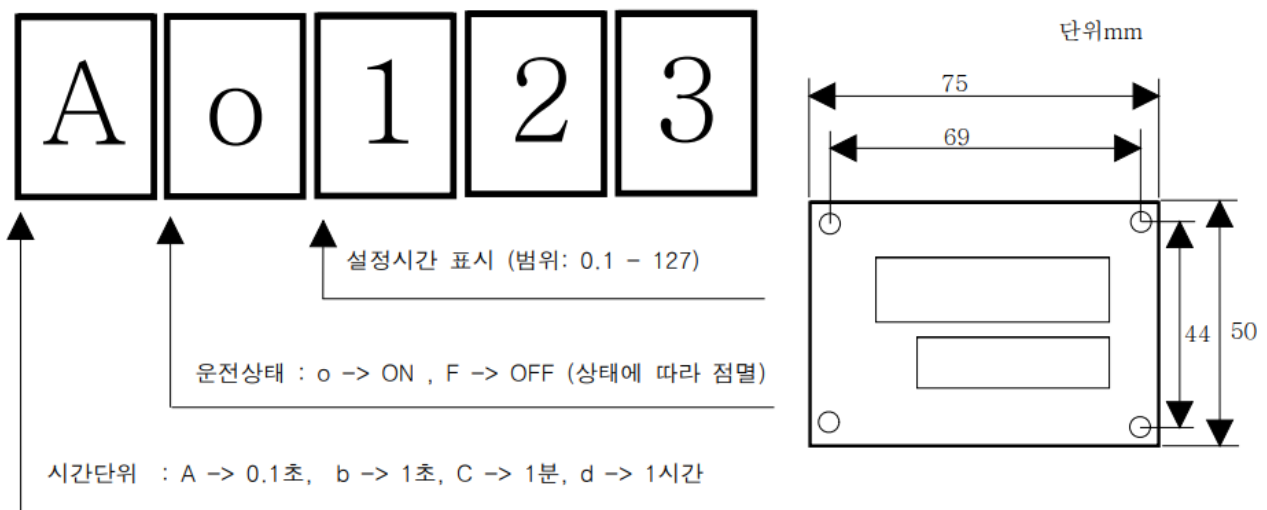 A o 1 2 3
단위mm
75
69
설정시간 표시 (범위: 0.1 - 127)
44
50
운전상태 : o -> ON , F -> OFF (상태에 따라 점멸)
시간단위 : A -> 0.1초, b -> 1초, C -> 1분, d -> 1시간